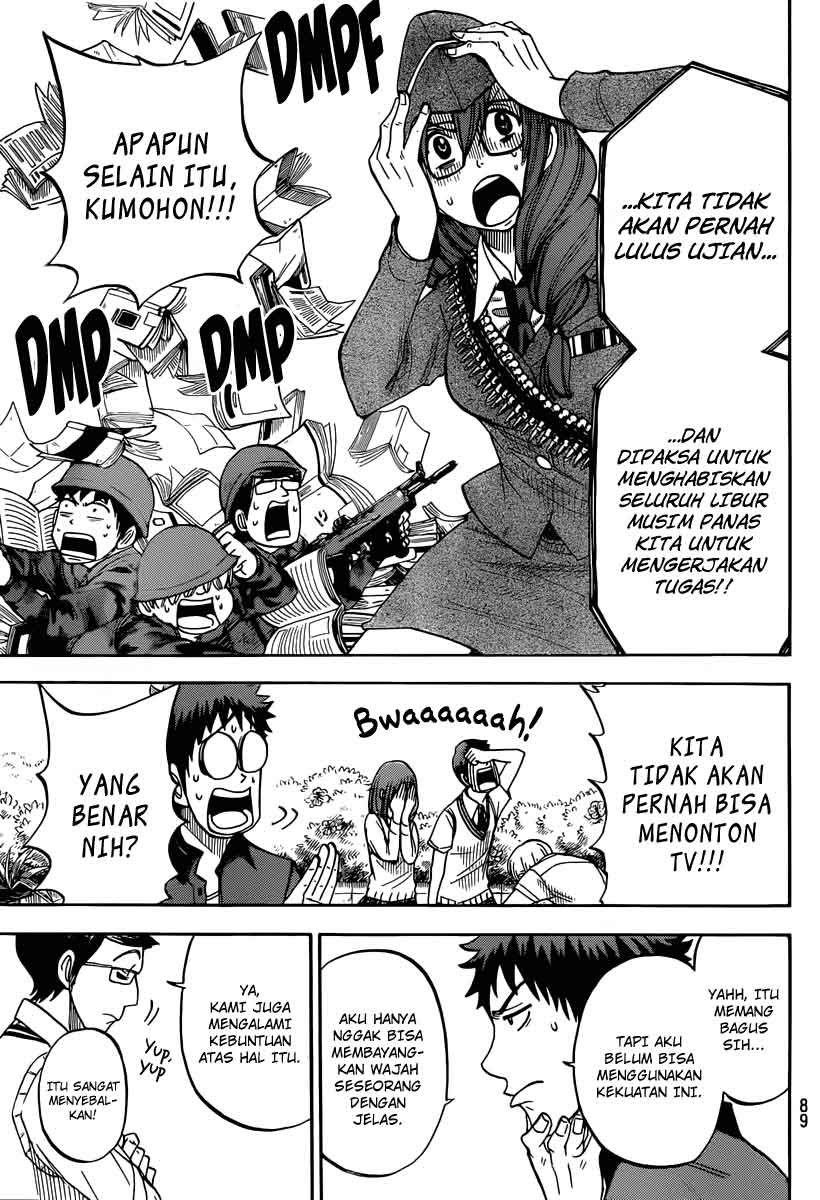 ...KITA TIDAK
AKAN PERNAH
LULUS UJIAN...
...DAN
DIPAKSA UNTUK
MENGHABISKAN
SELURUH LIBUR
MUSIM PANAS
KITA UNTUK
MENGERJAKAN
TUGAS!!
DMPF
APAPUN
SELAIN ITU,
KUMOHON!!!
DMP
DMP
KITA
TIDAK AKAN
PERNAH BISA
MENONTON
TV!!!
Bwaaaaaah!
YANG
BENAR
NIH?
YAHH, ITU
MEMANG
BAGUS
SIH...
TAPI AKU
BELUM BISA
MENGGUNAKAN
KEKUATAN INI.
AKU HANYA
NGGAK BISA
MEMBAYANG-
KAN WAJAH
SESEORANG
DENGAN
JELAS.
YA,
KAMI JUGA
MENGALAMI
KEBUNTUAN
ATAS HAL ITU.
YUP,
YUP
ITU SANGAT
MENYEBAL-
KAN!
89